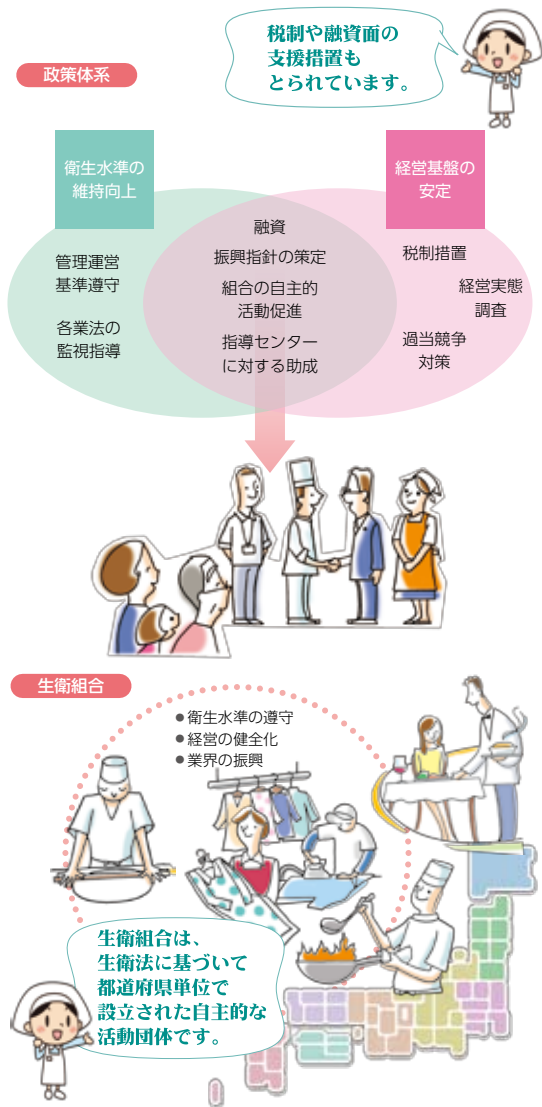 税制や融資面の
支援措置も
とられています。
政策体系
衛生水準の
維持向上
経営基盤の
安定
管理運営
基準遵守
各業法の
監視指導
融資
振興指針の策定
組合の自主的
活動促進
指導センター
に対する助成
税制措置
経営実態
調査
過当競争
対策
生衛組合
●衛生水準の遵守
●経営の健全化
●業界の振興
生衛組合は、
生衛法に基づいて
都道府県単位で
設立された自主的な
活動団体です。